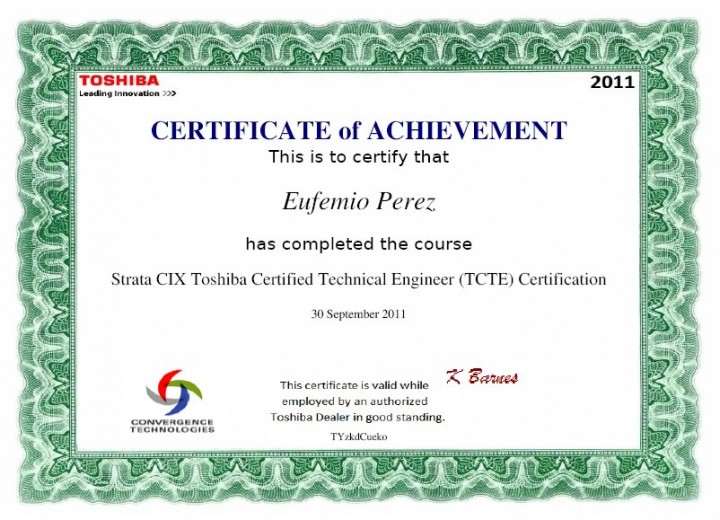 TOSHIBA
2011
Leading Innovation >>>
CERTIFICATE of ACHIEVEMENT
This is to certify that
Eufemio Perez
has completed the course
Strata CIX Toshiba Certified Technical Engineer (TCTE) Certification
30 September 2011
K Barnes
This certificate is valid while
employed by an authorized
Toshiba Dealer in good standing.
CONVERGENCE
TECHNOLOGIES
TYzkdCueko